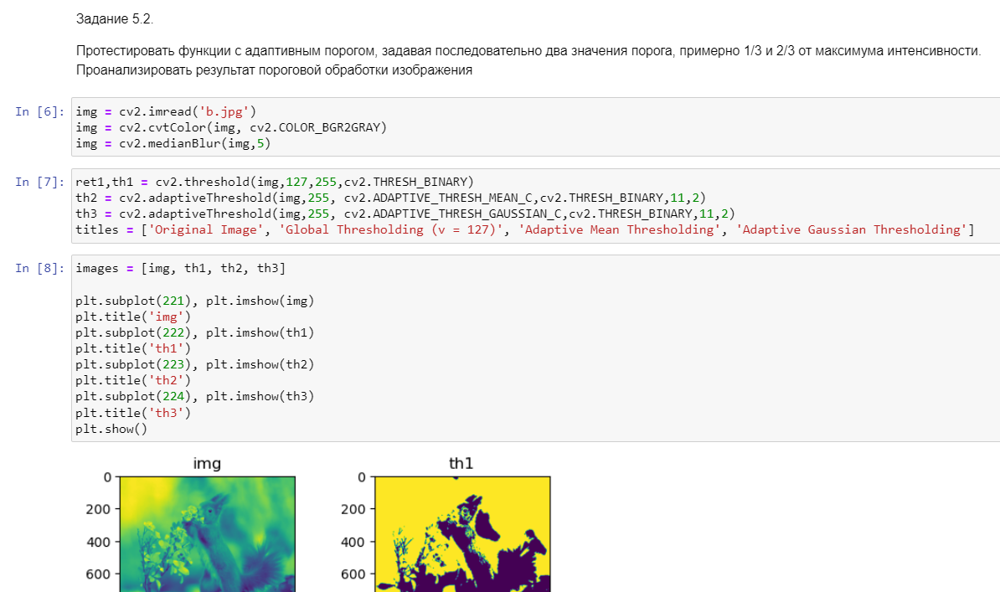 Задание 5.2.
Протестировать функции с адаптивным порогом, задавая последовательно два значения порога, примерно 1/3 и 2/3 от максимума интенсивности.
Проанализировать результат пороговой обработки изображения
In [6]: img = cv2.imread('b.jpg')
img = cv2.cvtColor(img, cv2.COLOR_BGR2GRAY)
img = cv2.medianBlur(img,5)
In [7]: ret1,th1 = cv2.threshold(img,127,255,cv2.THRESH_BINARY)
th2 = cv2.adaptiveThreshold(img,255, cv2.ADAPTIVE_THRESH_MEAN_C,cv2.THRESH_BINARY,11,2)
th3 = cv2.adaptiveThreshold(img,255, cv2.ADAPTIVE_THRESH_GAUSSIAN_C,cv2.THRESH_BINARY,11,2)
titles = ['Original Image', 'Global Thresholding (v = 127)', 'Adaptive Mean Thresholding', 'Adaptive Gaussian Thresholding']
In [8]: images = [img, th1, th2, th3]
plt.subplot(221), plt.imshow(img)
plt.title('img')
plt.subplot(222), plt.imshow(th1)
plt.title('th1')
plt.subplot(223), plt.imshow(th2)
plt.title('th2')
plt.subplot(224), plt.imshow(th3)
plt.title('th3')
plt.show()
img
0
200
400
600
th1
0
200
400
600